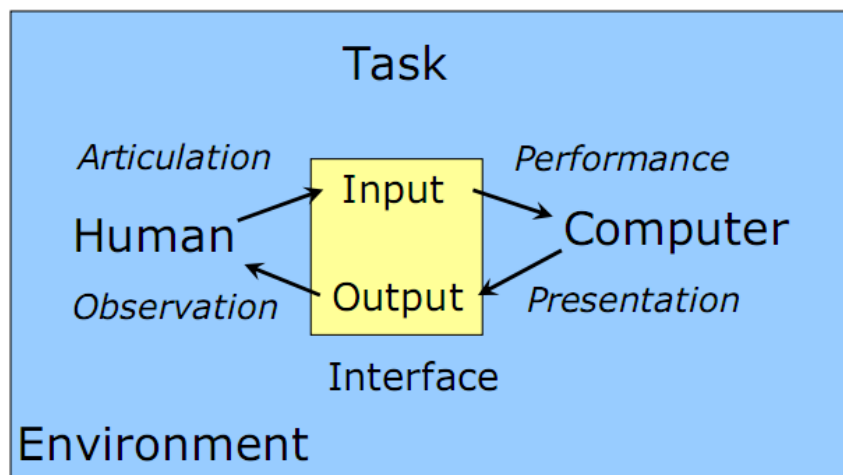 Task
Articulation
Performance
Input
Human
Computer
Output
Observation
Presentation
Interface
Environment